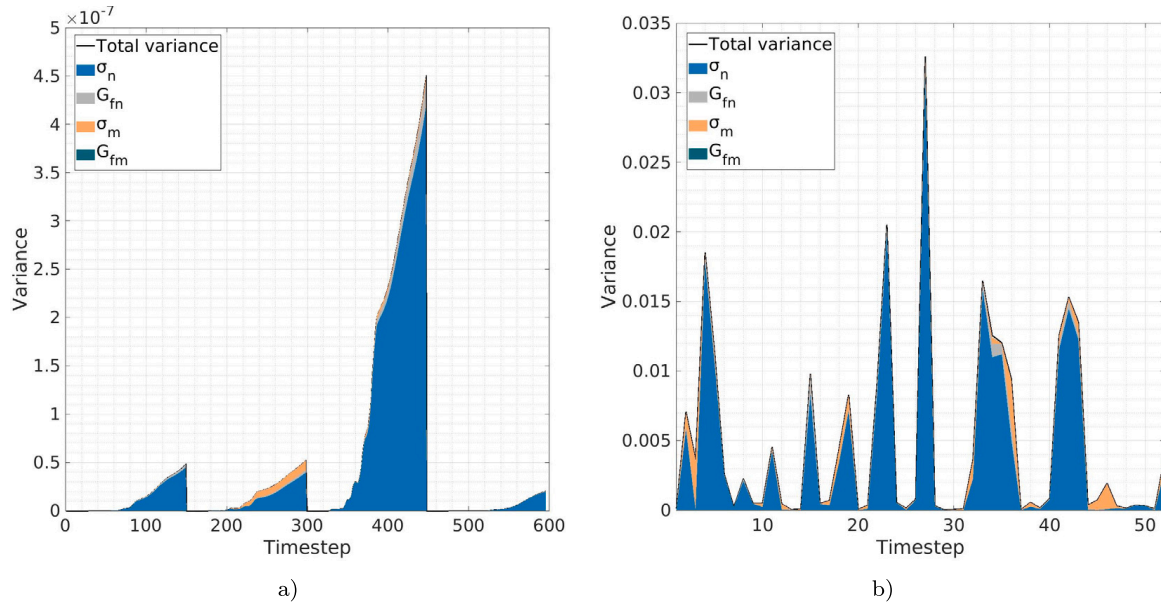 ×10⁻⁷
5
4.5
4
3.5
3
2.5
2
1.5
1
0.5
0
Variance
Total variance
σn
Gfn
σm
Gfm
0 100 200 300 400 500 600
Timestep
a)
0.035
0.03
0.025
0.02
0.015
0.01
0.005
0
Variance
Total variance
σn
Gfn
σm
Gfm
10 20 30 40 50
Timestep
b)